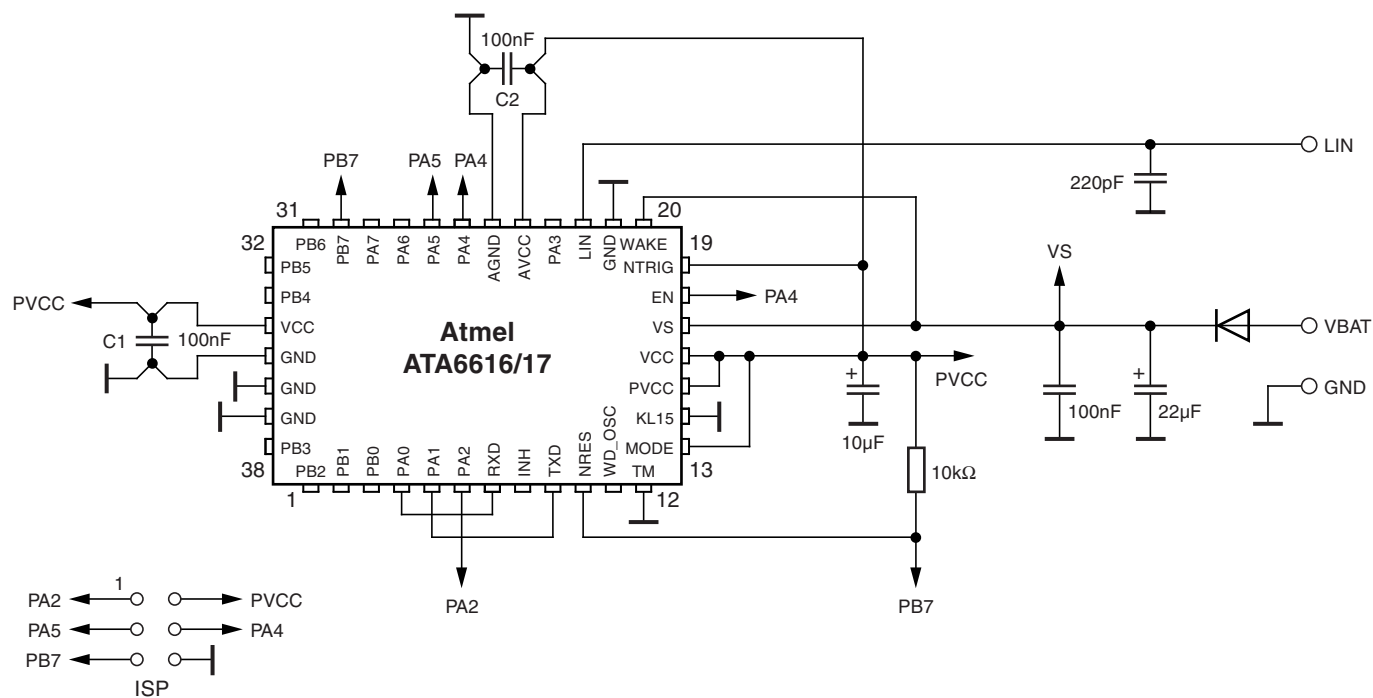 100nF
C2
LIN
220pF
PB7
PA5
PA4
31
20
32
19
PB6
PB7
PA7
PA6
PA5
PA4
AGND
AVCC
PA3
LIN
GND
WAKE
PB5
NTRIG
PB4
EN
PA4
VS
PVCC
C1
100nF
VCC
Atmel
ATA6616/17
VS
VBAT
GND
VCC
PVCC
GND
PVCC
GND
GND
KL15
10µF
100nF
+
22µF
+
PB3
MODE
38
13
PB2
PB1
PB0
PA0
PA1
PA2
RXD
INH
TXD
NRES
WD_OSC
TM
1
12
10kΩ
PA2
PB7
1
PA2
PVCC
PA5
PA4
PB7
ISP